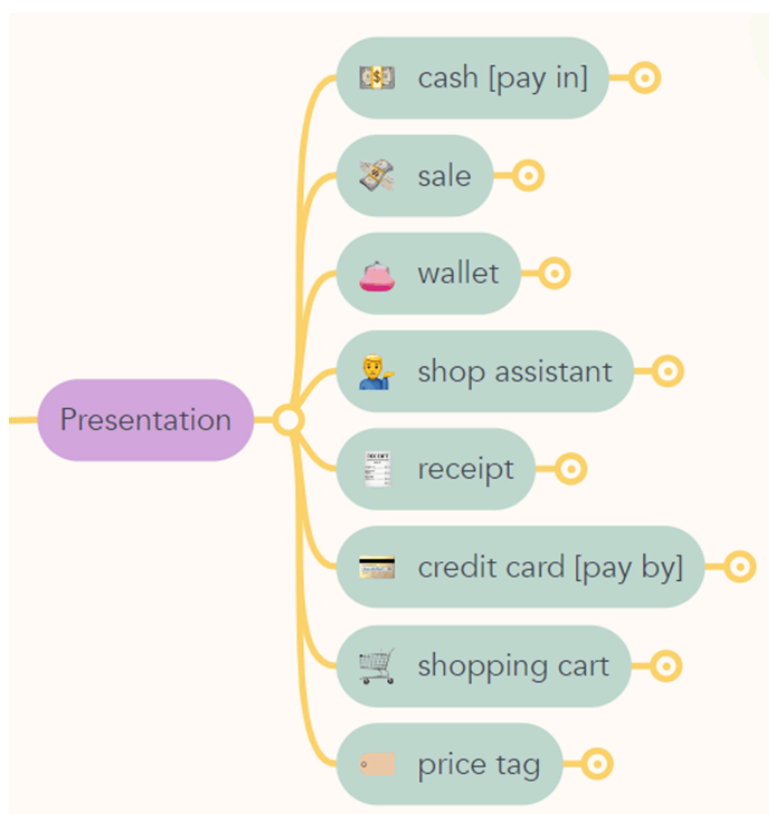 cash [pay in]
sale
wallet
shop assistant
Presentation
receipt
credit card [pay by]
shopping cart
price tag